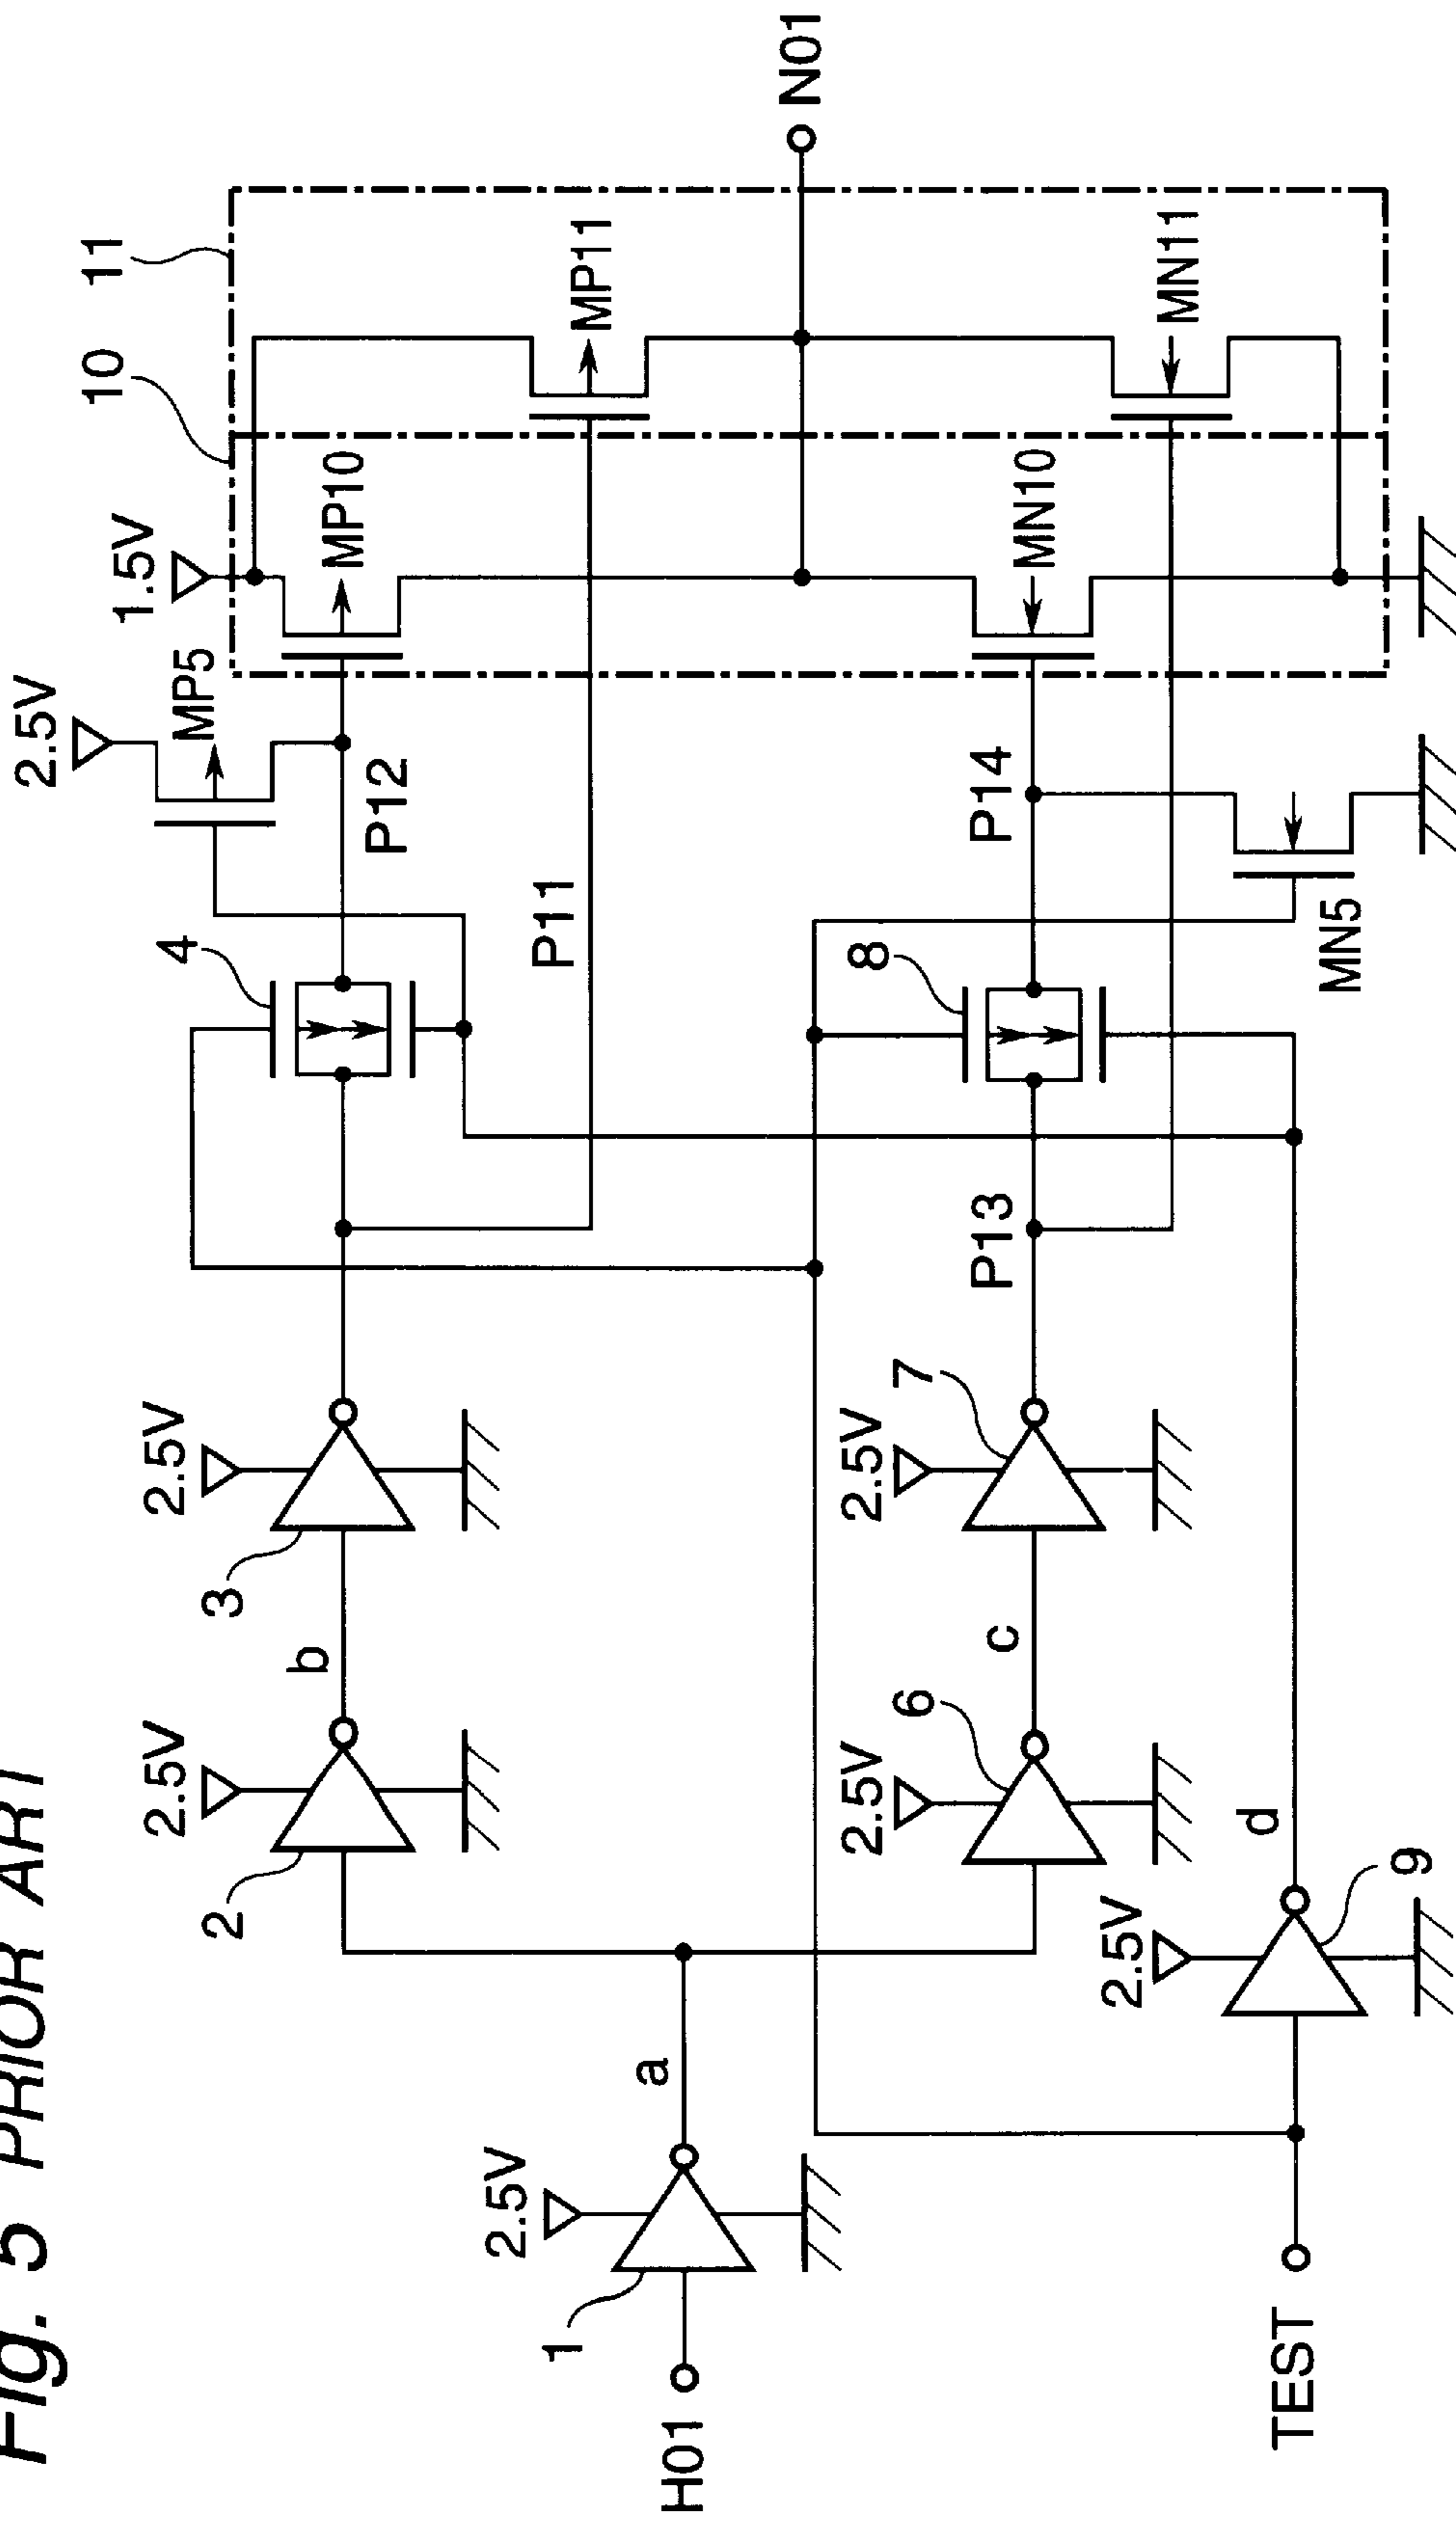 Fig. 5 PRIOR ART
H01
1
2.5V
a
2
2.5V
b
3
2.5V
4
2.5V
MP5
P12
P11
1.5V
10
11
MP10
MP11
N01
6
2.5V
c
7
2.5V
P13
8
P14
MN10
MN11
MN5
TEST
2.5V
9
d